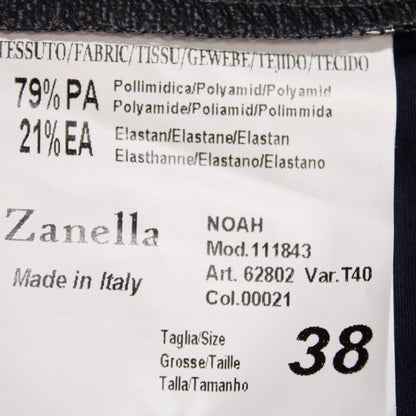 TESSUTO/FABRIC/TISSU/GEWEBE/TEJIDO/TECIDO
79% PA Pollimidica/Polyamid/Polyamid
Polyamide/Poliamid/Polimmida
21% EA Elastan/Elastane/Elastan
Elasthanne/Elastano/Elastano
Zanella
Made in Italy
NOAH
Mod.111843
Art. 62802 Var.T40
Col.00021
Taglia/Size
Grosse/Taille
Talla/Tamanho
38